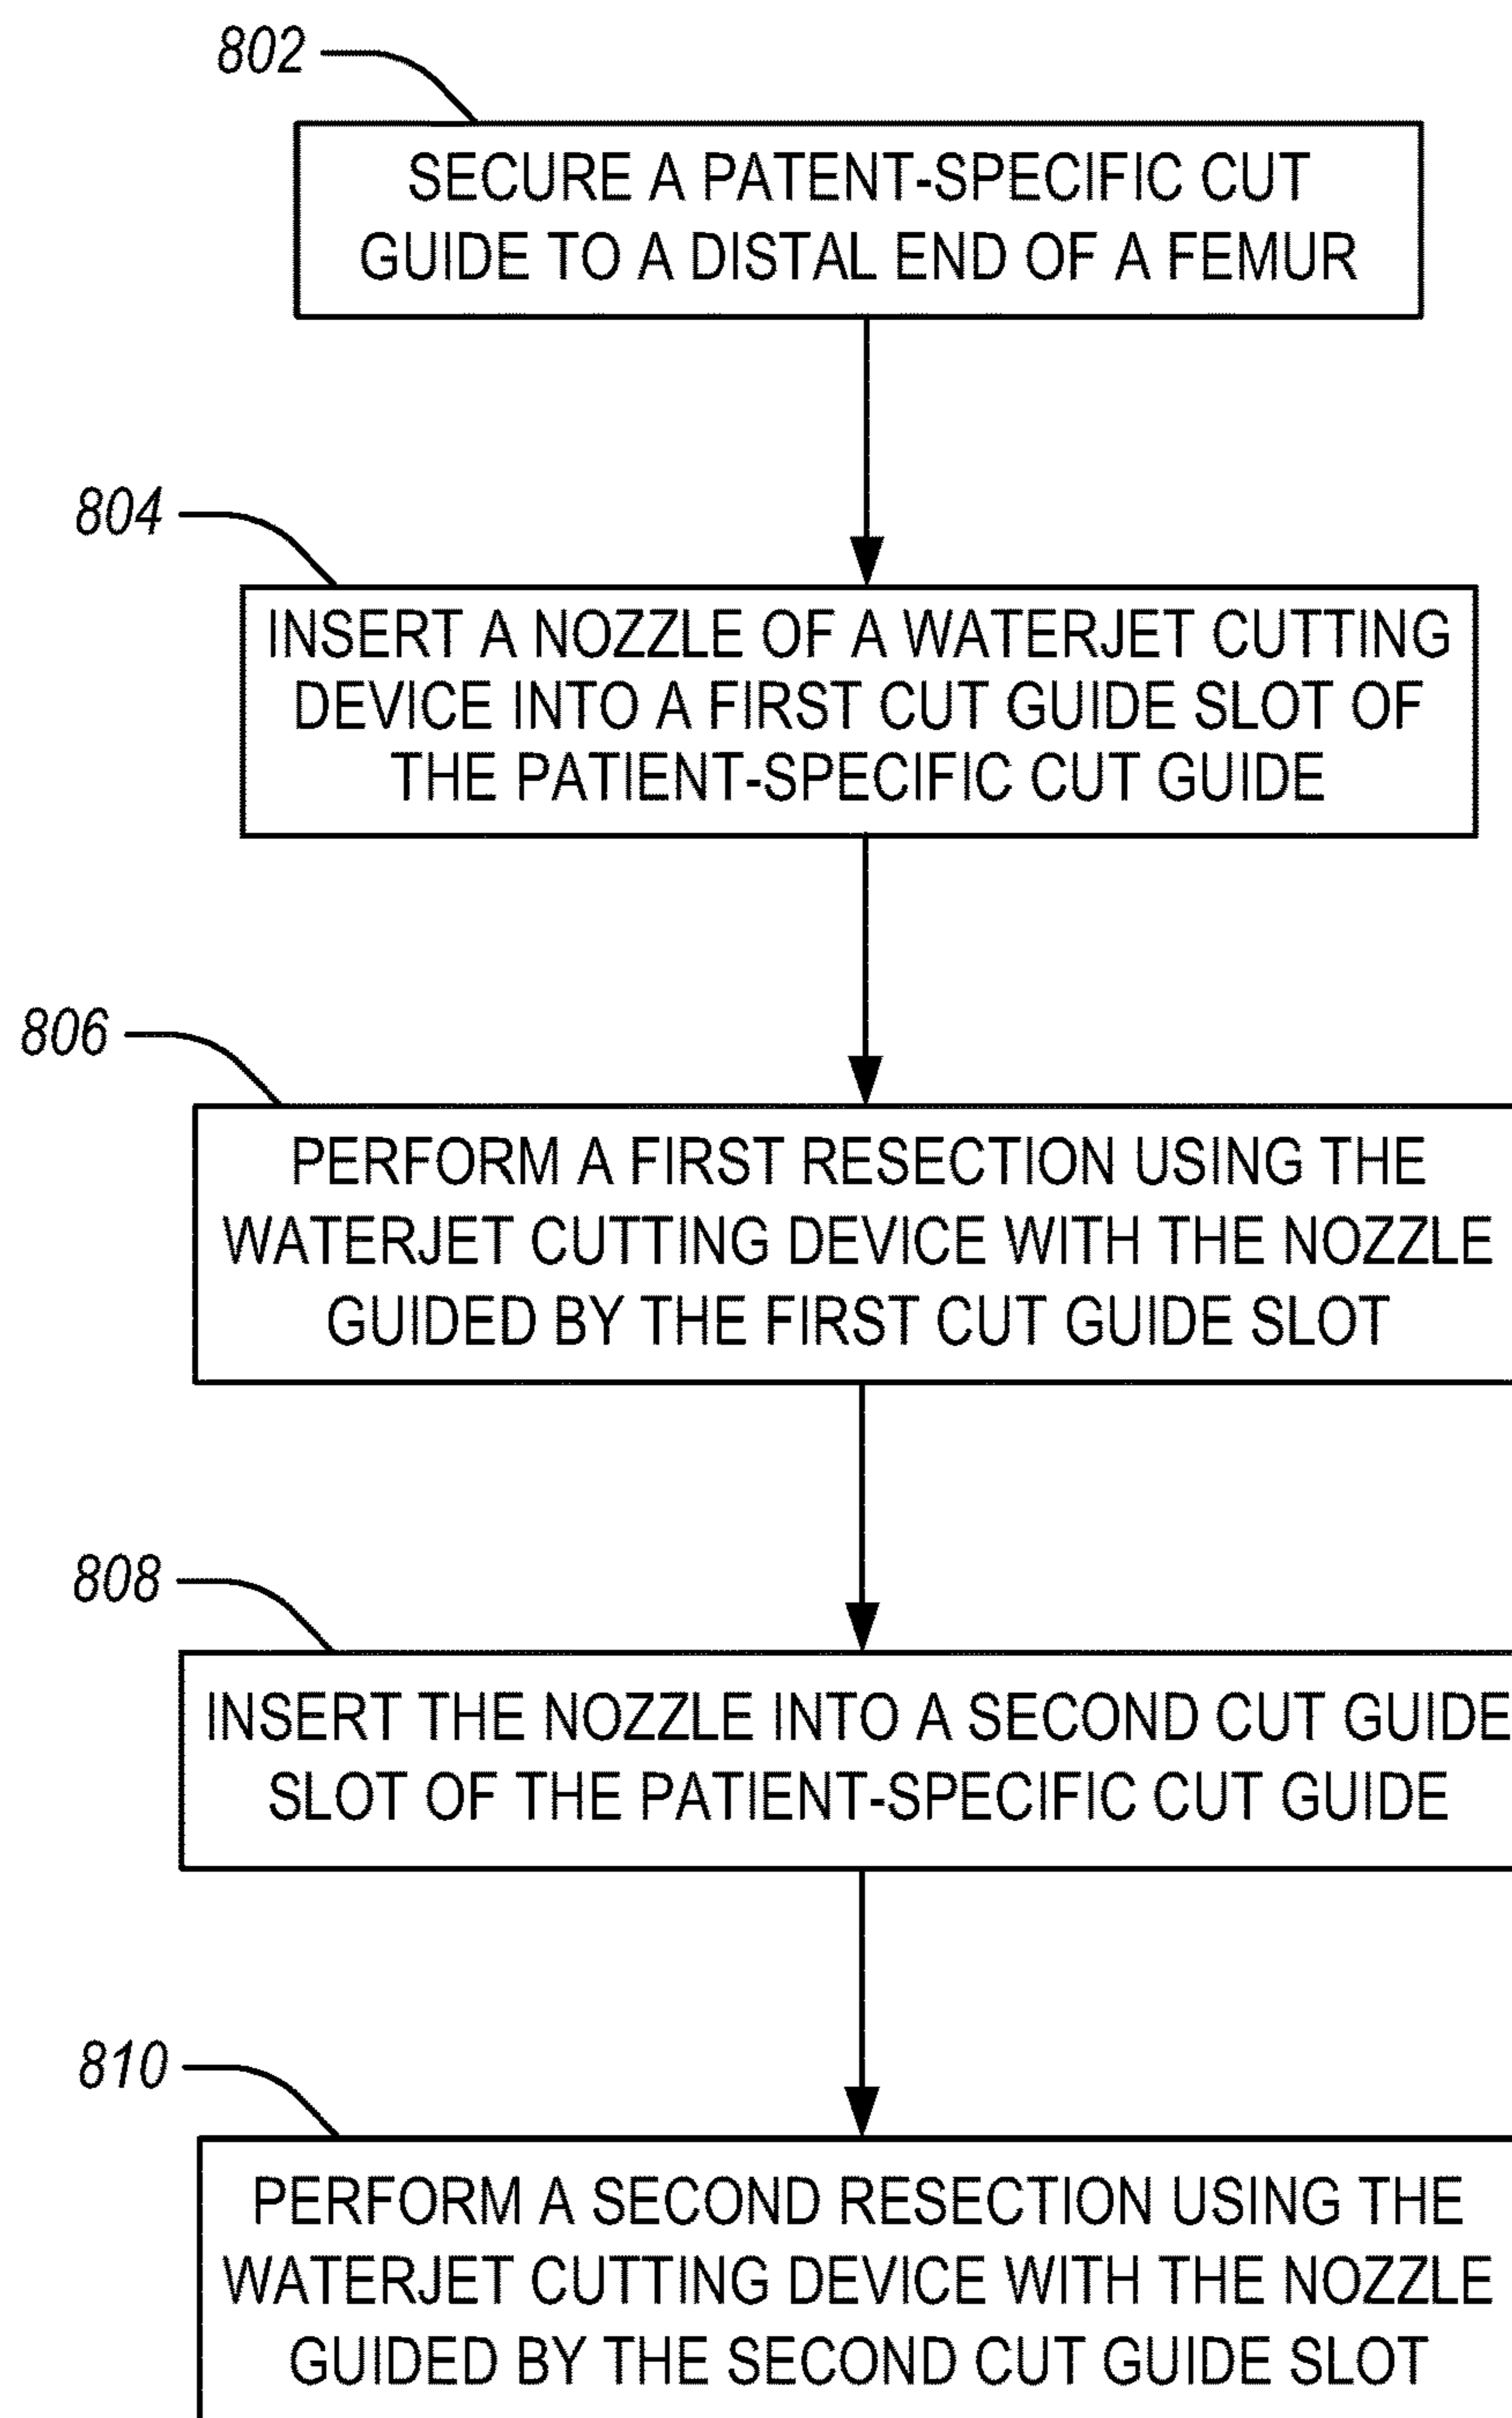 802
SECURE A PATENT-SPECIFIC CUT
GUIDE TO A DISTAL END OF A FEMUR
804
INSERT A NOZZLE OF A WATERJET CUTTING
DEVICE INTO A FIRST CUT GUIDE SLOT OF
THE PATIENT-SPECIFIC CUT GUIDE
806
PERFORM A FIRST RESECTION USING THE
WATERJET CUTTING DEVICE WITH THE NOZZLE
GUIDED BY THE FIRST CUT GUIDE SLOT
808
INSERT THE NOZZLE INTO A SECOND CUT GUIDE
SLOT OF THE PATIENT-SPECIFIC CUT GUIDE
810
PERFORM A SECOND RESECTION USING THE
WATERJET CUTTING DEVICE WITH THE NOZZLE
GUIDED BY THE SECOND CUT GUIDE SLOT